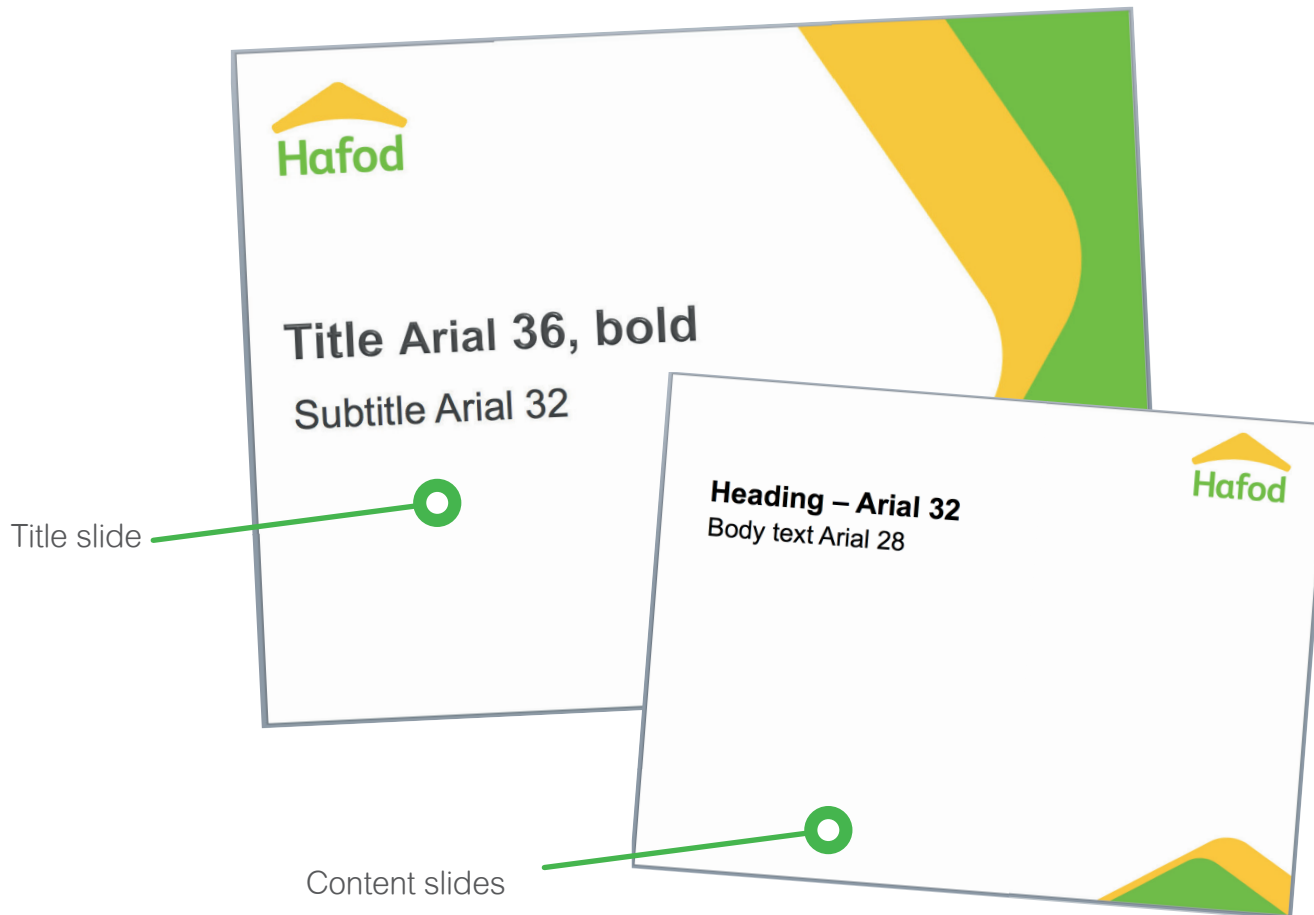 Hafod
Title Arial 36, bold
Subtitle Arial 32
Title slide
Hafod
Heading – Arial 32
Body text Arial 28
Content slides